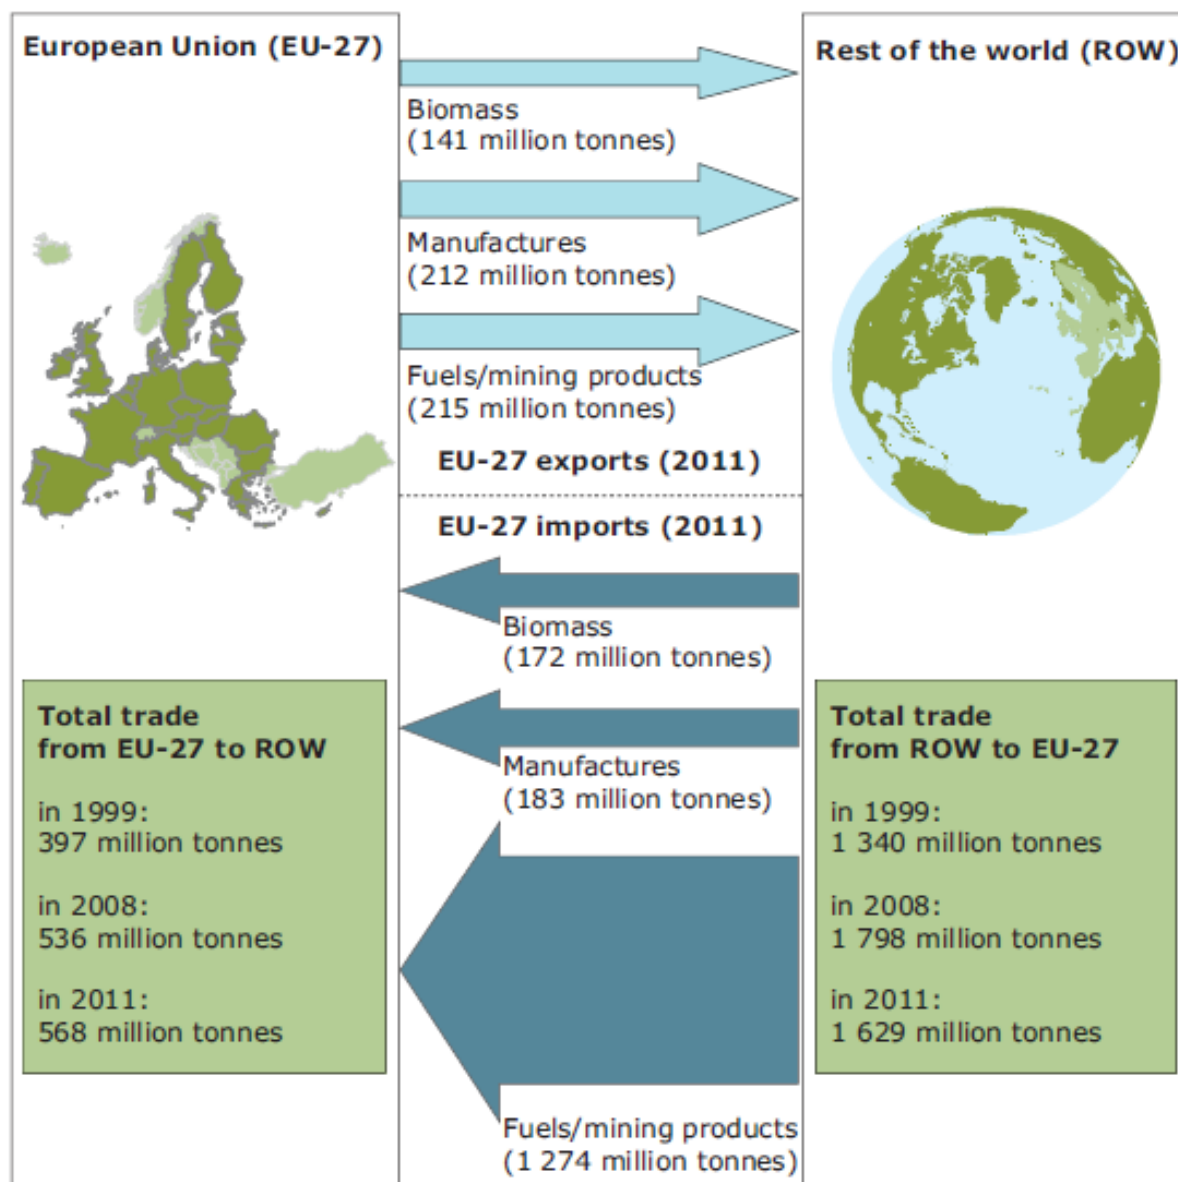 European Union (EU-27)
Rest of the world (ROW)
Biomass
(141 million tonnes)
Manufactures
(212 million tonnes)
Fuels/mining products
(215 million tonnes)
EU-27 exports (2011)
EU-27 imports (2011)
Biomass
(172 million tonnes)
Manufactures
(183 million tonnes)
Fuels/mining products
(1 274 million tonnes)
Total trade
from EU-27 to ROW
in 1999:
397 million tonnes
in 2008:
536 million tonnes
in 2011:
568 million tonnes
Total trade
from ROW to EU-27
in 1999:
1 340 million tonnes
in 2008:
1 798 million tonnes
in 2011:
1 629 million tonnes